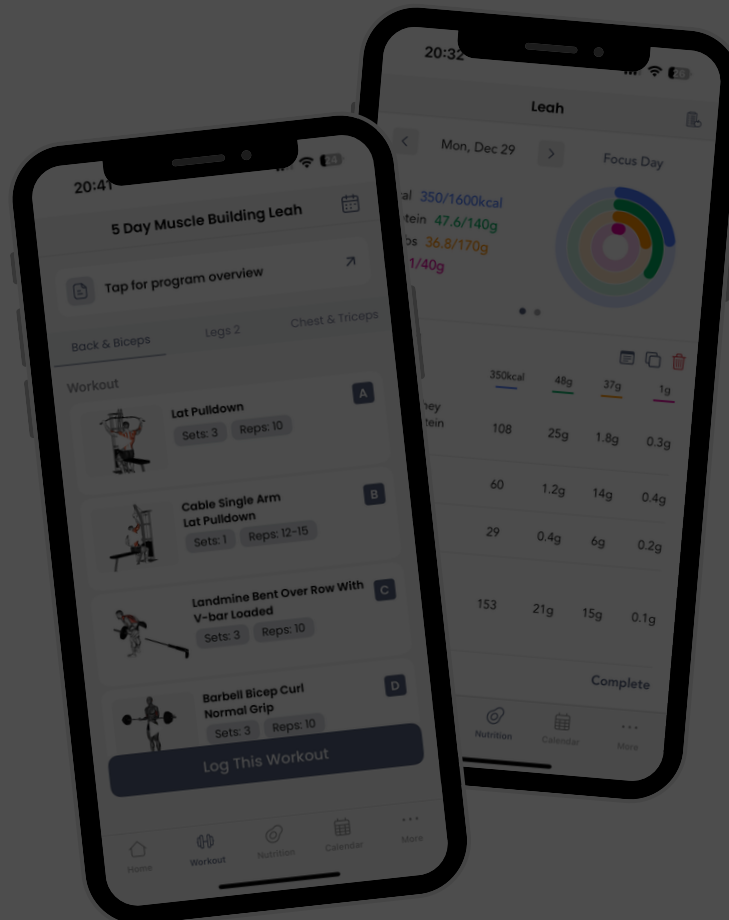 20:41
5 Day Muscle Building Leah
Tap for program overview
Back & Biceps Legs 2 Chest & Triceps
Workout
Lat Pulldown A
Sets: 3 Reps: 10
Cable Single Arm B
Lat Pulldown
Sets: 1 Reps: 12-15
Landmine Bent Over Row With C
V-bar Loaded
Sets: 3 Reps: 10
Barbell Bicep Curl D
Normal Grip
Sets: 3 Reps: 10
Log This Workout
Home Workout Nutrition Calendar More
20:32
Leah
Mon, Dec 29 Focus Day
350/1600kcal
47.6/140g
36.8/170g
1/40g
350kcal 48g 37g 1g
108 25g 1.8g 0.3g
60 1.2g 14g 0.4g
29 0.4g 6g 0.2g
153 21g 15g 0.1g
Complete
Nutrition Calendar More